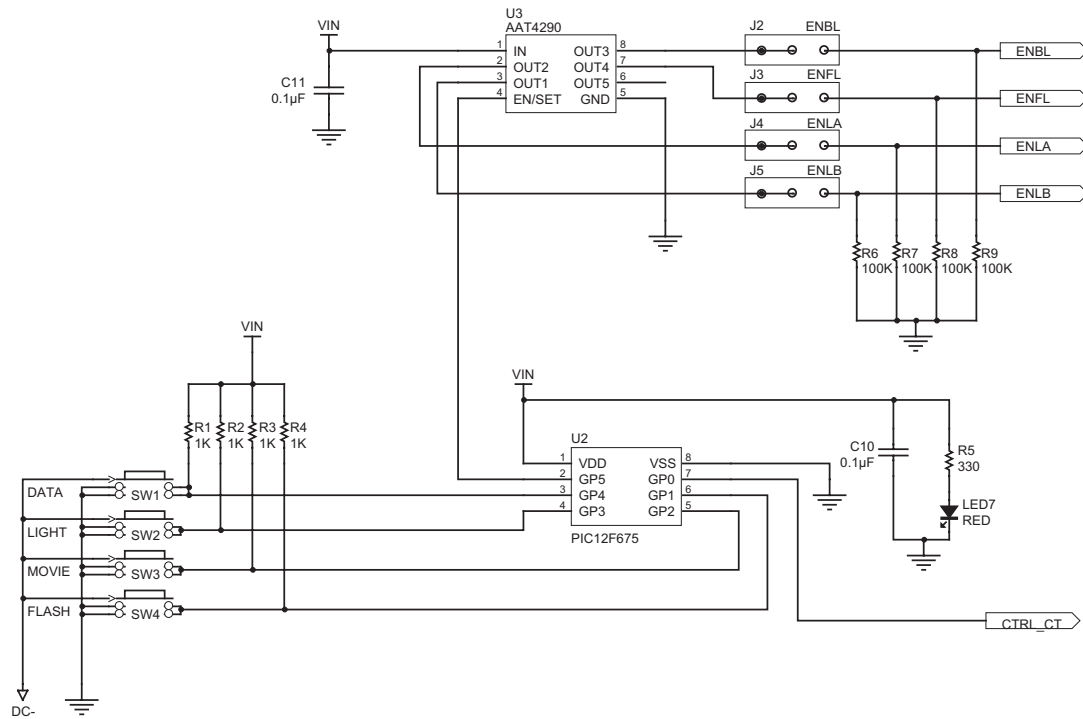 U3
AAT4290
VIN
C11
0.1µF
1 IN OUT3 8
2 OUT2 OUT4 7
3 OUT1 OUT5 6
4 EN/SET GND 5
J2 ENBL
J3 ENFL
J4 ENLA
J5 ENLB
ENBL
ENFL
ENLA
ENLB
R6 R7 R8 R9
100K 100K 100K 100K
VIN
R1 R2 R3 R4
1K 1K 1K 1K
DATA SW1
LIGHT SW2
MOVIE SW3
FLASH SW4
DC-
VIN
U2
1 VDD VSS 8
2 GP5 GP0 7
3 GP4 GP1 6
4 GP3 GP2 5
PIC12F675
C10
0.1µF
R5
330
LED7
RED
CTRL_CT